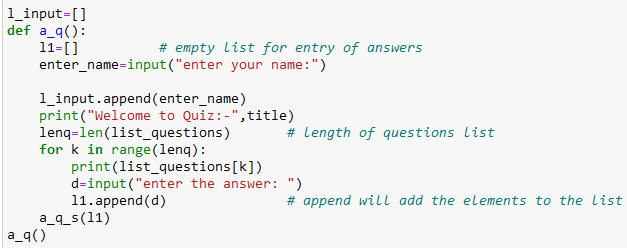 l_input=[]
def a_q():
    l1=[]           # empty list for entry of answers
    enter_name=input("enter your name:")

    l_input.append(enter_name)
    print("Welcome to Quiz:-",title)
    lenq=len(list_questions)       # length of questions list
    for k in range(lenq):
        print(list_questions[k])
        d=input("enter the answer: ")
        l1.append(d)               # append will add the elements to the list
    a_q_s(l1)
a_q()